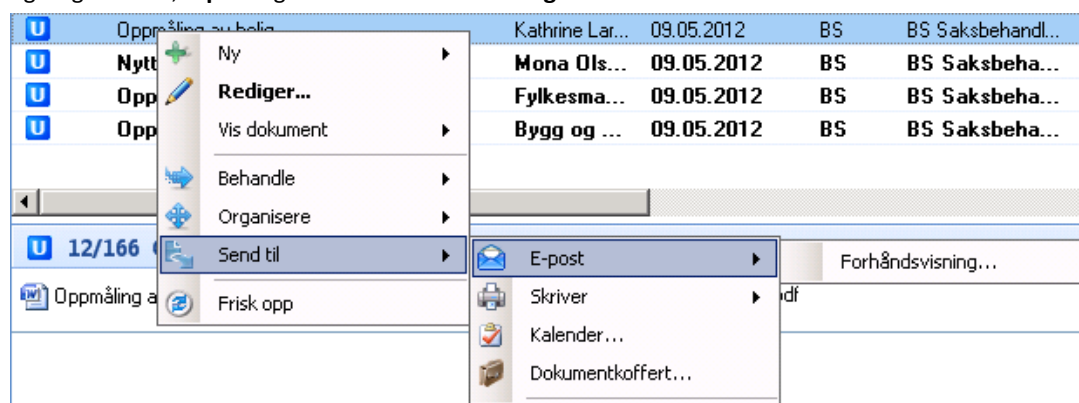 U Oppmåling av bolig Kathrine Lar... 09.05.2012 BS BS Saksbehandl...
U Nytt Mona Ols... 09.05.2012 BS BS Saksbeha...
U Opp Fylkesma... 09.05.2012 BS BS Saksbeha...
U Opp Bygg og ... 09.05.2012 BS BS Saksbeha...
Ny
Rediger...
Vis dokument
Behandle
Organisere
Send til
Frisk opp
E-post
Skriver
Kalender...
Dokumentkoffert...
Forhåndsvisning...
U 12/166
Oppmåling a
df